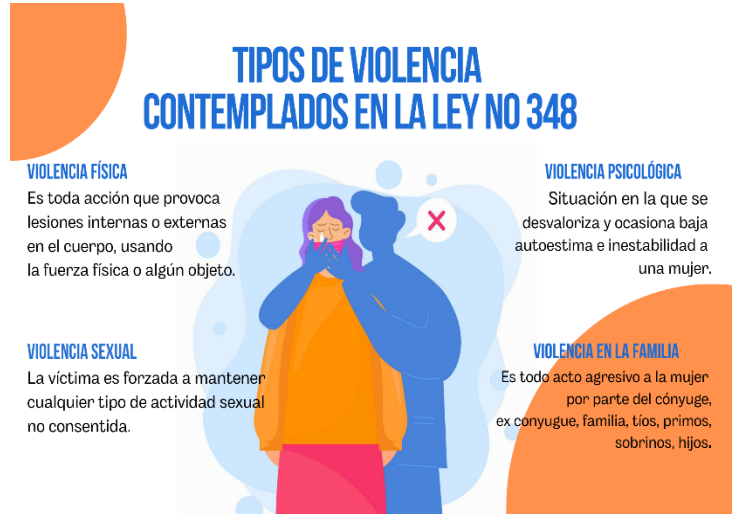 TIPOS DE VIOLENCIA
CONTEMPLADOS EN LA LEY NO 348
VIOLENCIA FÍSICA
Es toda acción que provoca
lesiones internas o externas
en el cuerpo, usando
la fuerza física o algún objeto.
VIOLENCIA PSICOLÓGICA
Situación en la que se
desvaloriza y ocasiona baja
autoestima e inestabilidad a
una mujer.
VIOLENCIA SEXUAL
La víctima es forzada a mantener
cualquier tipo de actividad sexual
no consentida.
VIOLENCIA EN LA FAMILIA
Es todo acto agresivo a la mujer
por parte del cónyuge,
ex conyugue, familia, tíos, primos,
sobrinos, hijos.